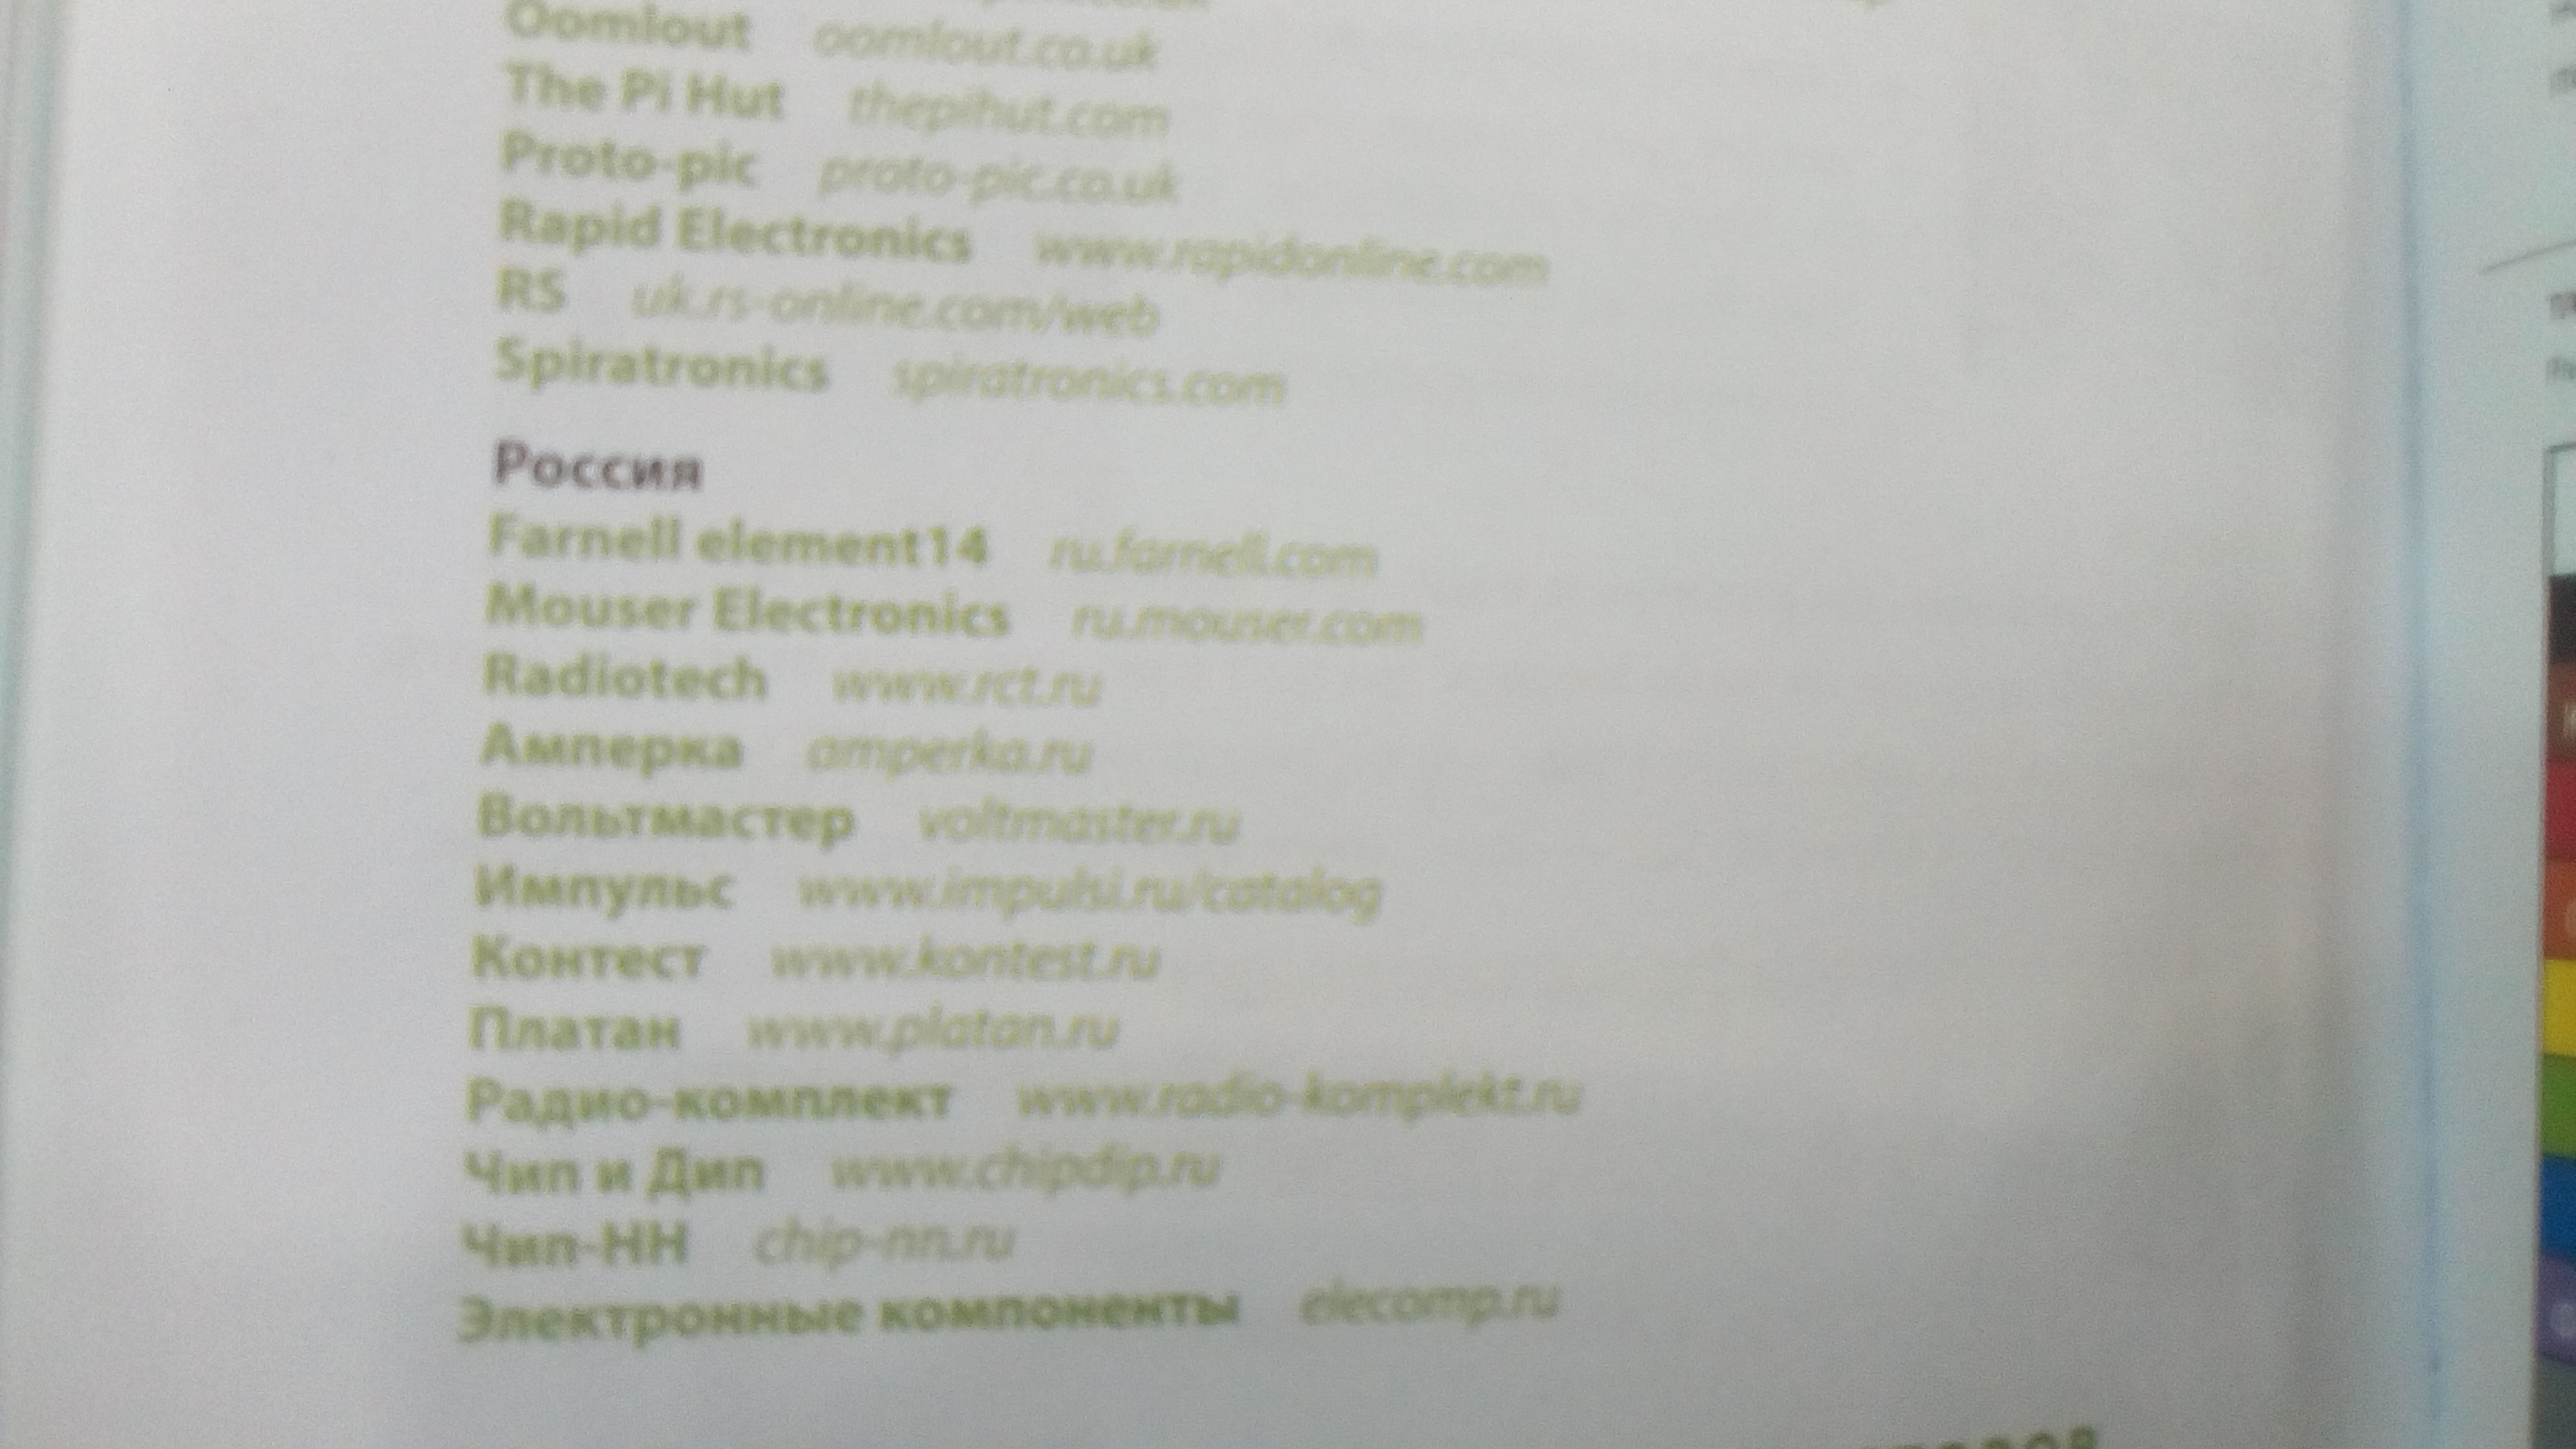 Oomlout oomlout.co.uk
The Pi Hut thepihut.com
Proto-pic proto-pic.co.uk
Rapid Electronics www.rapidonline.com
RS uk.rs-online.com/web
Spiratronics spiratronics.com
Россия
Farnell element14 ru.farnell.com
Mouser Electronics ru.mouser.com
Radiotech www.rct.ru
Амперка amperka.ru
Вольтмастер voltmaster.ru
Импульс www.impulsi.ru/catalog
Контест www.kontest.ru
Платан www.platan.ru
Радио-комплект www.radio-komplekt.ru
Чип и Дип www.chipdip.ru
Чип-НН chip-nn.ru
Электронные компоненты elecomp.ru